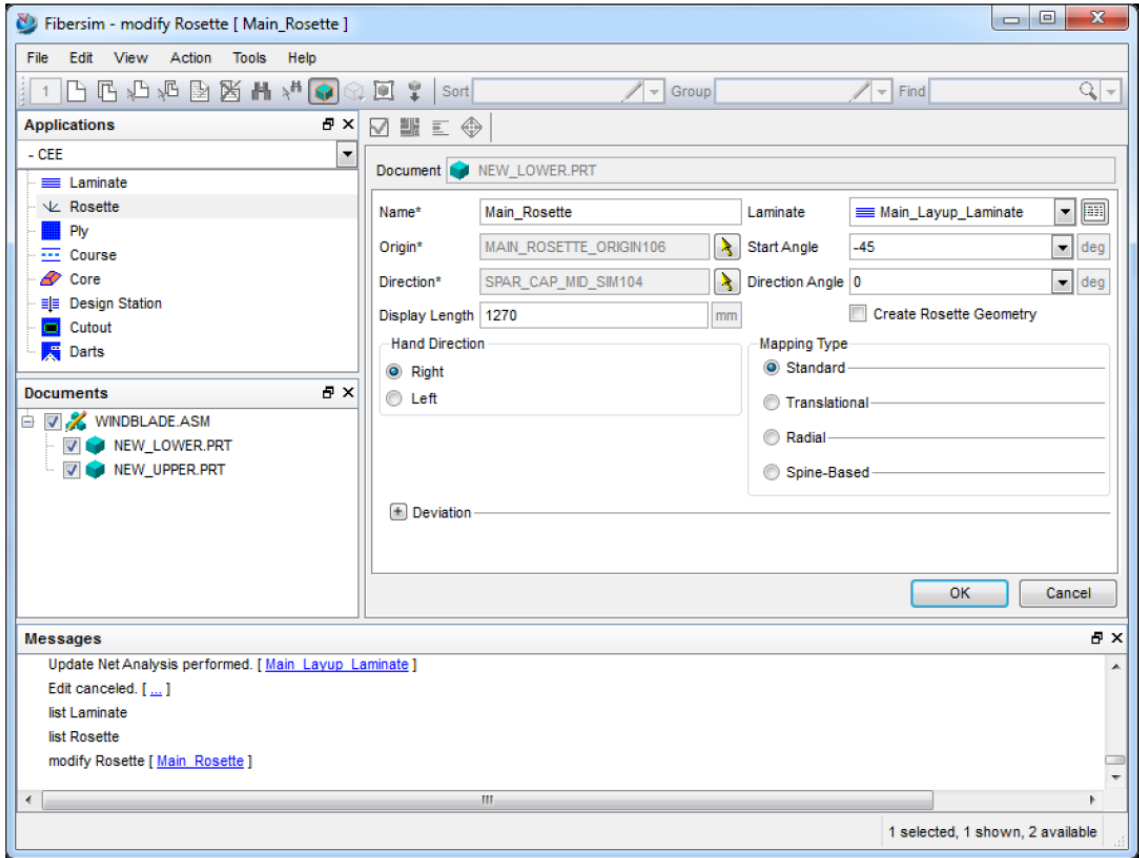 Fibersim - modify Rosette [ Main_Rosette ]
File Edit View Action Tools Help
1 Sort Group Find
Applications
- CEE
Laminate
Rosette
Ply
Course
Core
Design Station
Cutout
Darts
Documents
WINDBLADE.ASM
NEW_LOWER.PRT
NEW_UPPER.PRT
Document NEW_LOWER.PRT
Name* Main_Rosette Laminate Main_Layup_Laminate
Origin* MAIN_ROSETTE_ORIGIN106 Start Angle -45 deg
Direction* SPAR_CAP_MID_SIM104 Direction Angle 0 deg
Display Length 1270 mm Create Rosette Geometry
Hand Direction Mapping Type
Right Standard
Left Translational
Radial
Spine-Based
Deviation
OK Cancel
Messages
Update Net Analysis performed. [ Main_Layup_Laminate ]
Edit canceled. [ ... ]
list Laminate
list Rosette
modify Rosette [ Main_Rosette ]
1 selected, 1 shown, 2 available